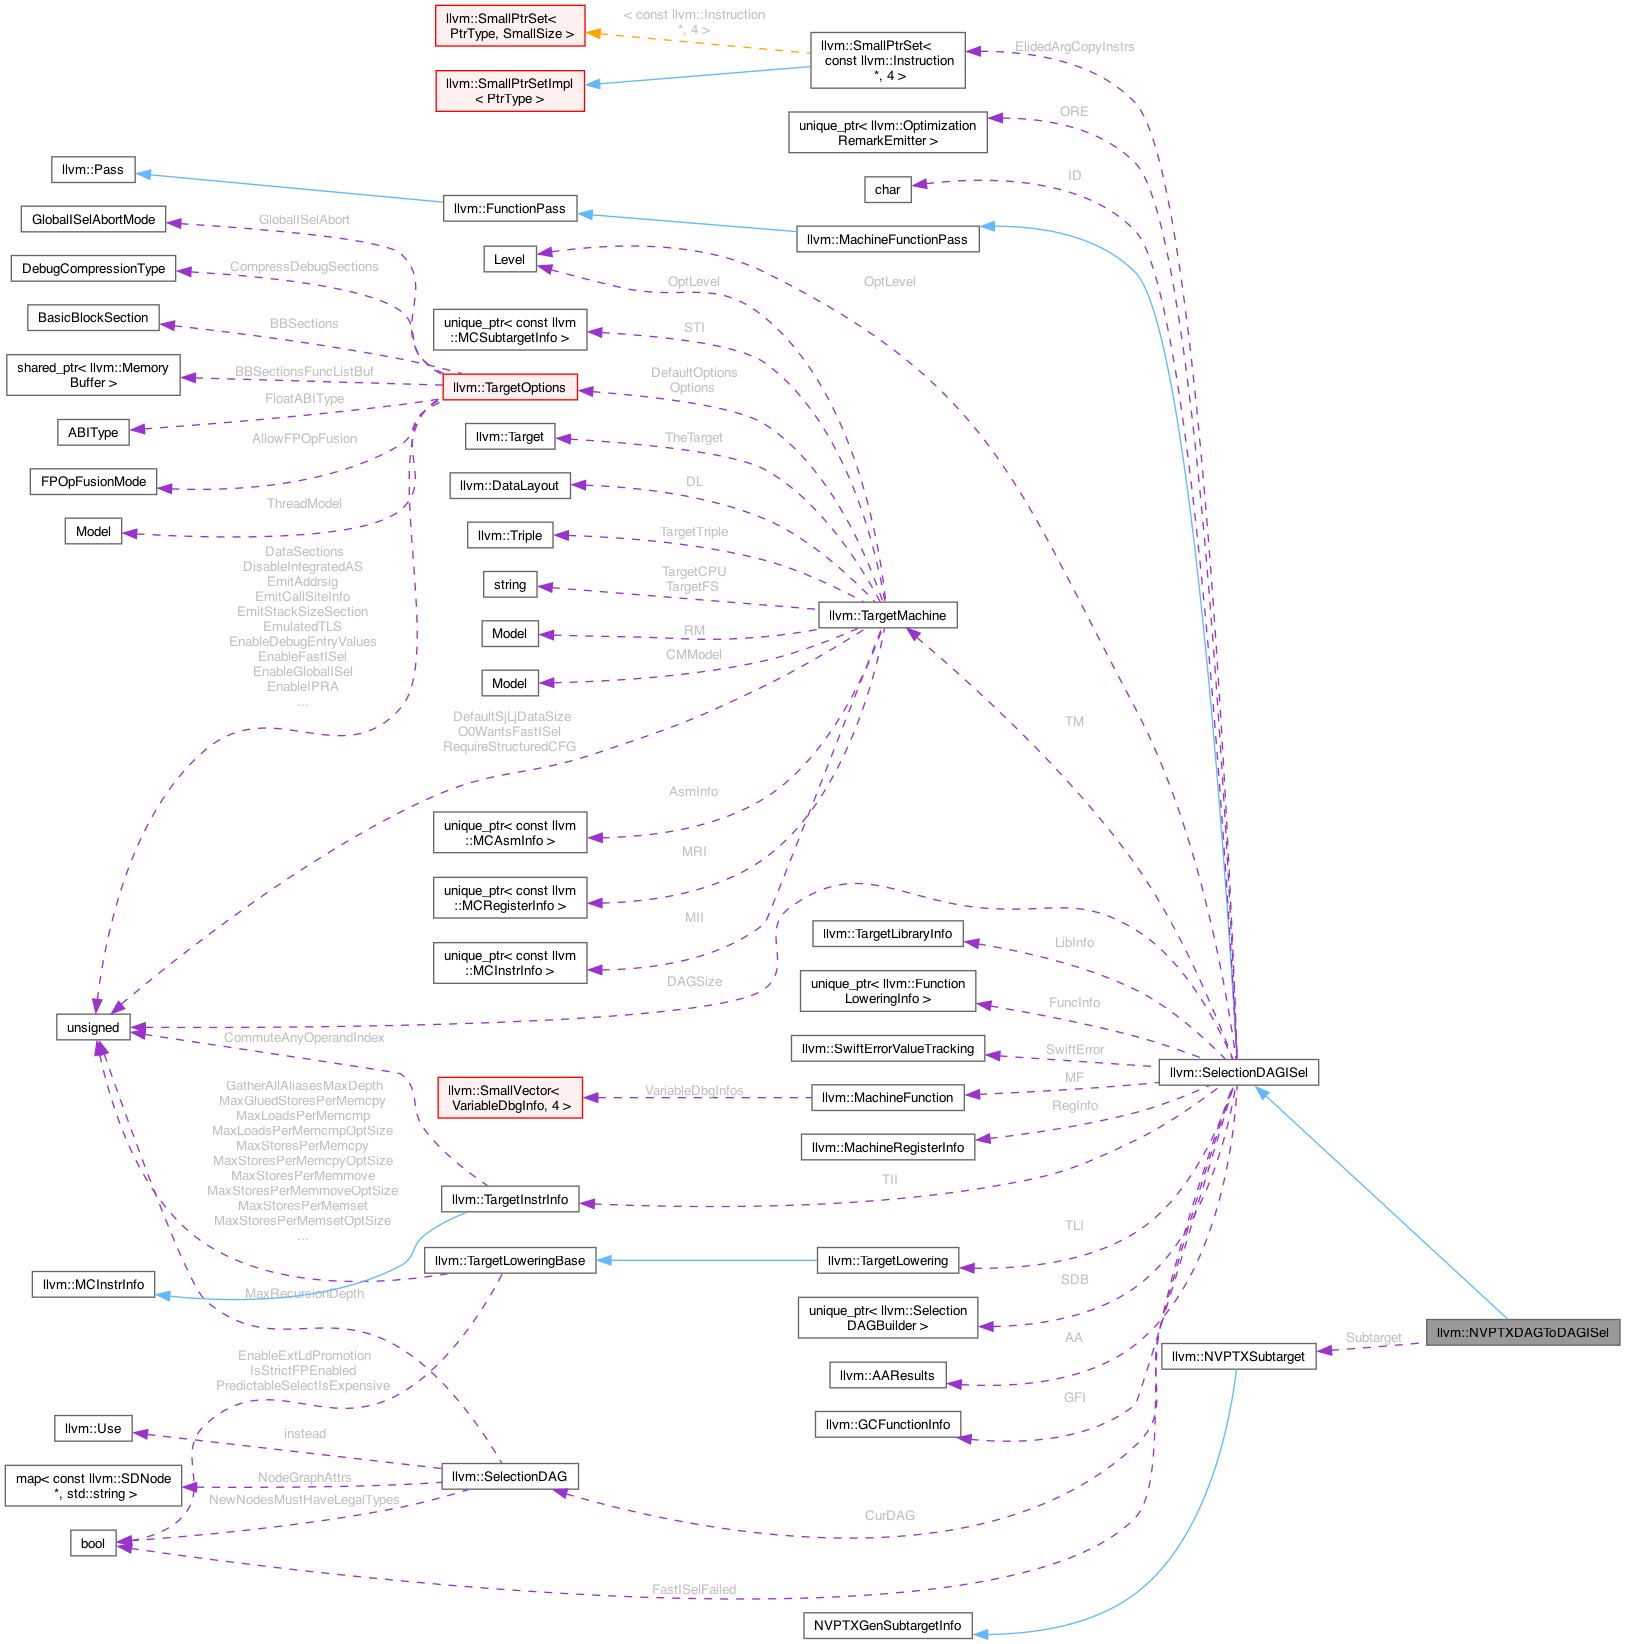 llvm::SmallPtrSet<
PtrType, SmallSize >
< const llvm::Instruction
*, 4 >
llvm::SmallPtrSet<
const llvm::Instruction
*, 4 >
ElidedArgCopyInstrs
llvm::SmallPtrSetImpl
< PtrType >
unique_ptr< llvm::Optimization
RemarkEmitter >
ORE
llvm::Pass
char
ID
GlobalISelAbortMode
GlobalISelAbort
llvm::FunctionPass
llvm::MachineFunctionPass
DebugCompressionType
CompressDebugSections
Level
OptLevel
OptLevel
BasicBlockSection
BBSections
unique_ptr< const llvm
::MCSubtargetInfo >
STI
shared_ptr< llvm::Memory
Buffer >
BBSectionsFuncListBuf
llvm::TargetOptions
DefaultOptions
Options
ABIType
FloatABIType
llvm::Target
TheTarget
FPOpFusionMode
AllowFPOpFusion
llvm::DataLayout
DL
Model
ThreadModel
llvm::Triple
TargetTriple
DataSections
DisableIntegratedAS
EmitAddrsig
EmitCallSiteInfo
EmitStackSizeSection
EmulatedTLS
EnableDebugEntryValues
EnableFastISel
EnableGlobalISel
EnableIPRA
...
string
TargetCPU
TargetFS
llvm::TargetMachine
Model
RM
Model
CMModel
DefaultSjLjDataSize
O0WantsFastISel
RequireStructuredCFG
TM
unique_ptr< const llvm
::MCAsmInfo >
AsmInfo
unique_ptr< const llvm
::MCRegisterInfo >
MRI
unique_ptr< const llvm
::MCInstrInfo >
MII
DAGSize
llvm::TargetLibraryInfo
LibInfo
unique_ptr< llvm::Function
LoweringInfo >
FuncInfo
unsigned
CommuteAnyOperandIndex
llvm::SwiftErrorValueTracking
SwiftError
llvm::SelectionDAGISel
llvm::SmallVector<
VariableDbgInfo, 4 >
VariableDbgInfos
llvm::MachineFunction
MF
GatherAllAliasesMaxDepth
MaxGluedStoresPerMemcpy
MaxLoadsPerMemcmp
MaxLoadsPerMemcmpOptSize
MaxStoresPerMemcpy
MaxStoresPerMemcpyOptSize
MaxStoresPerMemmove
MaxStoresPerMemmoveOptSize
MaxStoresPerMemset
MaxStoresPerMemsetOptSize
...
llvm::MachineRegisterInfo
RegInfo
llvm::TargetInstrInfo
TII
llvm::TargetLoweringBase
llvm::TargetLowering
TLI
llvm::MCInstrInfo
MaxRecursionDepth
unique_ptr< llvm::Selection
DAGBuilder >
SDB
llvm::NVPTXDAGToDAGISel
Subtarget
llvm::NVPTXSubtarget
EnableExtLdPromotion
IsStrictFPEnabled
PredictableSelectIsExpensive
llvm::AAResults
AA
llvm::GCFunctionInfo
GFI
llvm::Use
instead
llvm::SelectionDAG
map< const llvm::SDNode
*, std::string >
NodeGraphAttrs
NewNodesMustHaveLegalTypes
CurDAG
bool
FastISelFailed
NVPTXGenSubtargetInfo